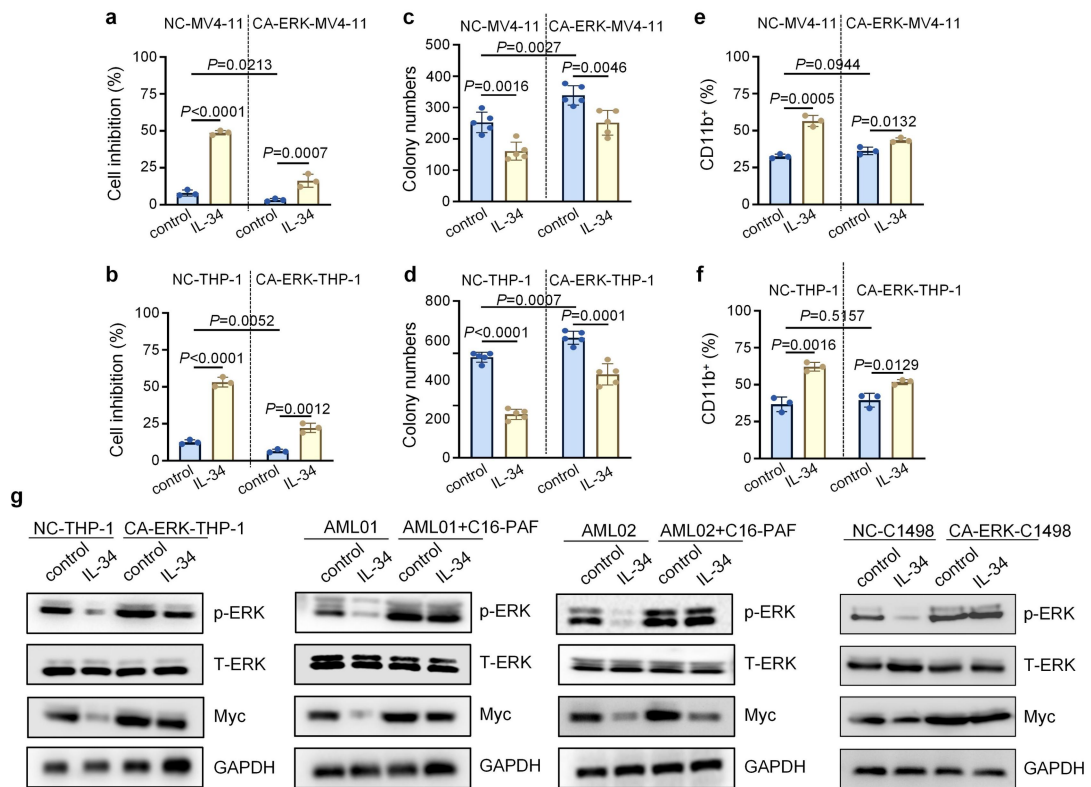 a
NC-MV4-11 CA-ERK-MV4-11
Cell inhibition (%)
100
75
50
25
0
P=0.0213
P<0.0001
P=0.0007
control IL-34 control IL-34
c
NC-MV4-11 CA-ERK-MV4-11
Colony numbers
500
400
300
200
100
0
P=0.0027
P=0.0016
P=0.0046
control IL-34 control IL-34
e
NC-MV4-11 CA-ERK-MV4-11
CD11b+ (%)
100
75
50
25
0
P=0.0944
P=0.0005
P=0.0132
control IL-34 control IL-34
b
NC-THP-1 CA-ERK-THP-1
Cell inhibition (%)
100
75
50
25
0
P=0.0052
P<0.0001
P=0.0012
control IL-34 control IL-34
d
NC-THP-1 CA-ERK-THP-1
Colony numbers
800
600
400
200
0
P=0.0007
P<0.0001
P=0.0001
control IL-34 control IL-34
f
NC-THP-1 CA-ERK-THP-1
CD11b+ (%)
100
75
50
25
0
P=0.5157
P=0.0016
P=0.0129
control IL-34 control IL-34
g
NC-THP-1 CA-ERK-THP-1
control IL-34 control IL-34
p-ERK
T-ERK
Myc
GAPDH
AML01 AML01+C16-PAF
control IL-34 control IL-34
p-ERK
T-ERK
Myc
GAPDH
AML02 AML02+C16-PAF
control IL-34 control IL-34
p-ERK
T-ERK
Myc
GAPDH
NC-C1498 CA-ERK-C1498
control IL-34 control IL-34
p-ERK
T-ERK
Myc
GAPDH